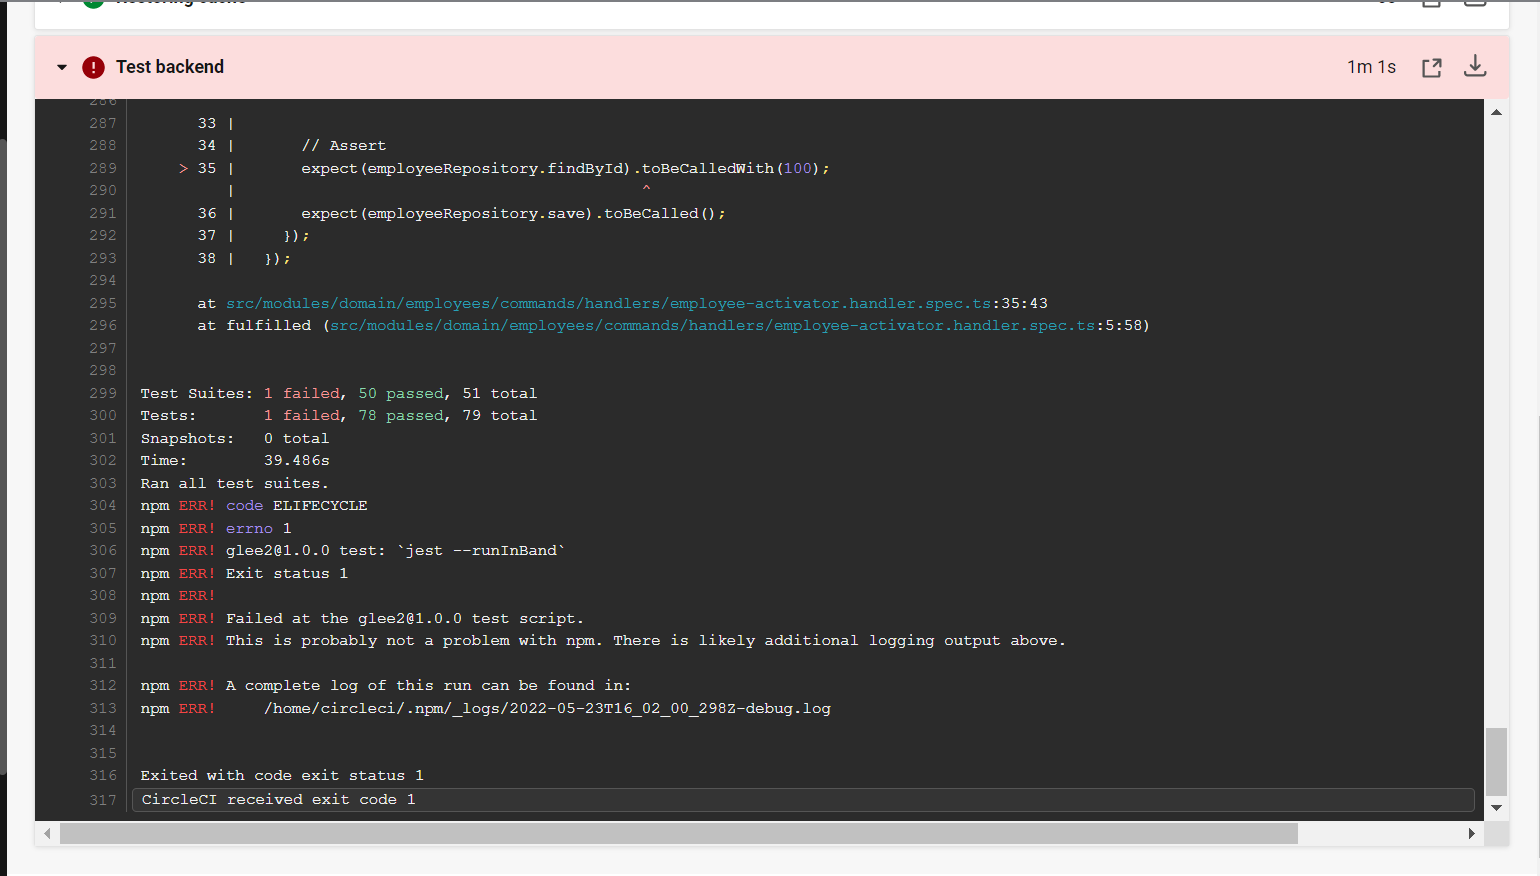 Restoring cache
Test backend
1m 1s
286
287 33 |
288 34 | // Assert
289 > 35 | expect(employeeRepository.findById).toBeCalledWith(100);
290 | ^
291 36 | expect(employeeRepository.save).toBeCalled();
292 37 | });
293 38 | });
294
295 at src/modules/domain/employees/commands/handlers/employee-activator.handler.spec.ts:35:43
296 at fulfilled (src/modules/domain/employees/commands/handlers/employee-activator.handler.spec.ts:5:58)
297
298
299 Test Suites: 1 failed, 50 passed, 51 total
300 Tests: 1 failed, 78 passed, 79 total
301 Snapshots: 0 total
302 Time: 39.486s
303 Ran all test suites.
304 npm ERR! code ELIFECYCLE
305 npm ERR! errno 1
306 npm ERR! glee2@1.0.0 test: `jest --runInBand`
307 npm ERR! Exit status 1
308 npm ERR!
309 npm ERR! Failed at the glee2@1.0.0 test script.
310 npm ERR! This is probably not a problem with npm. There is likely additional logging output above.
311
312 npm ERR! A complete log of this run can be found in:
313 npm ERR! /home/circleci/.npm/_logs/2022-05-23T16_02_00_298Z-debug.log
314
315
316 Exited with code exit status 1
317 CircleCI received exit code 1